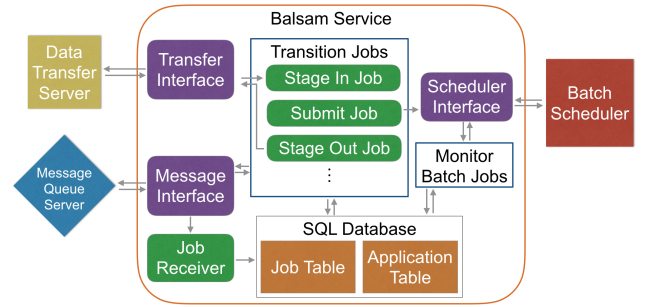 Balsam Service
Data
Transfer
Server
Transfer
Interface
Transition Jobs
Stage In Job
Submit Job
Stage Out Job
⋮
Scheduler
Interface
Batch
Scheduler
Monitor
Batch Jobs
Message
Queue
Server
Message
Interface
Job
Receiver
SQL Database
Job Table
Application
Table